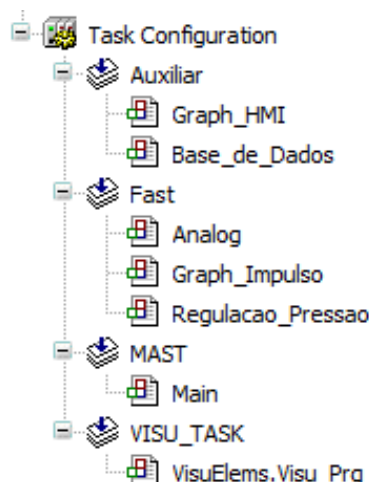 Task Configuration
Auxiliar
Graph_HMI
Base_de_Dados
Fast
Analog
Graph_Impulso
Regulacao_Pressao
MAST
Main
VISU_TASK
VisuElems.Visu_Prg